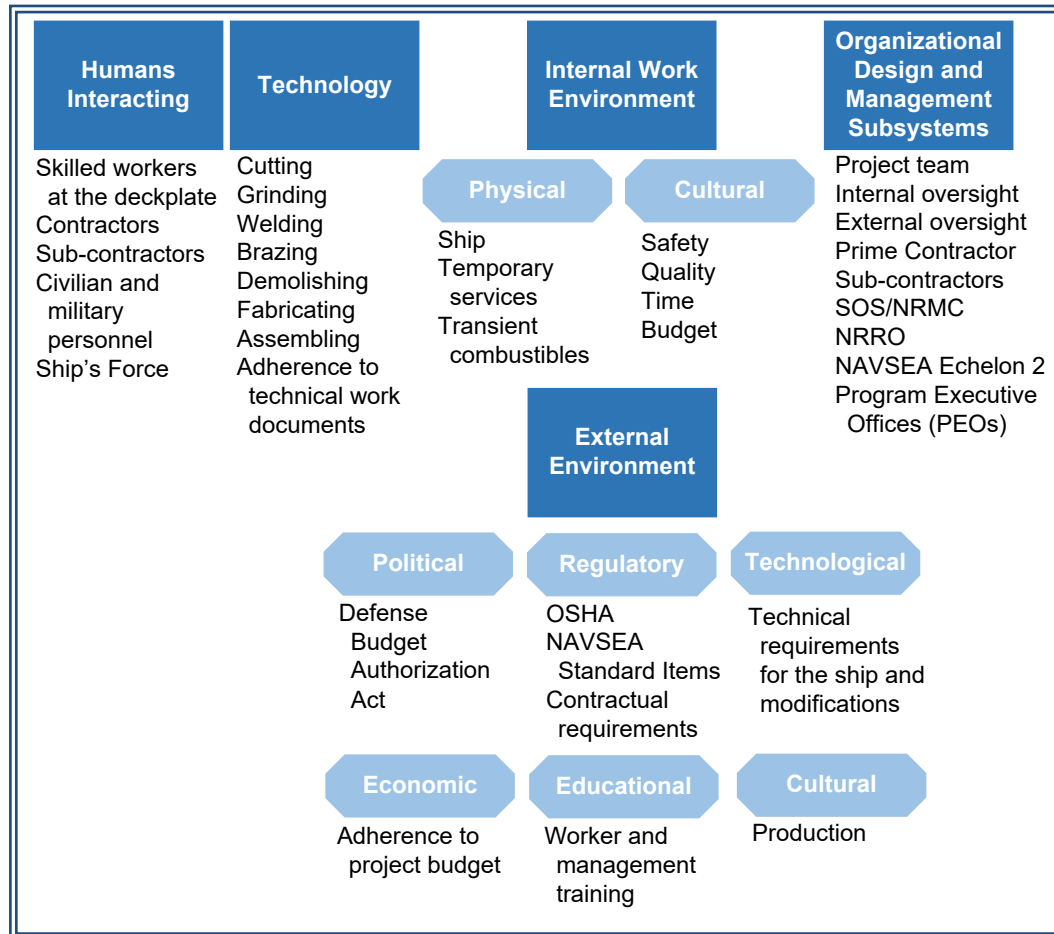 Humans
Interacting
Skilled workers
at the deckplate
Contractors
Sub-contractors
Civilian and
military
personnel
Ship’s Force
Technology
Cutting
Grinding
Welding
Brazing
Demolishing
Fabricating
Assembling
Adherence to
technical work
documents
Internal Work
Environment
Physical
Ship
Temporary
services
Transient
combustibles
Cultural
Safety
Quality
Time
Budget
Organizational
Design and
Management
Subsystems
Project team
Internal oversight
External oversight
Prime Contractor
Sub-contractors
SOS/NRMC
NRRO
NAVSEA Echelon 2
Program Executive
Offices (PEOs)
External
Environment
Political
Defense
Budget
Authorization
Act
Regulatory
OSHA
NAVSEA
Standard Items
Contractual
requirements
Technological
Technical
requirements
for the ship and
modifications
Economic
Adherence to
project budget
Educational
Worker and
management
training
Cultural
Production